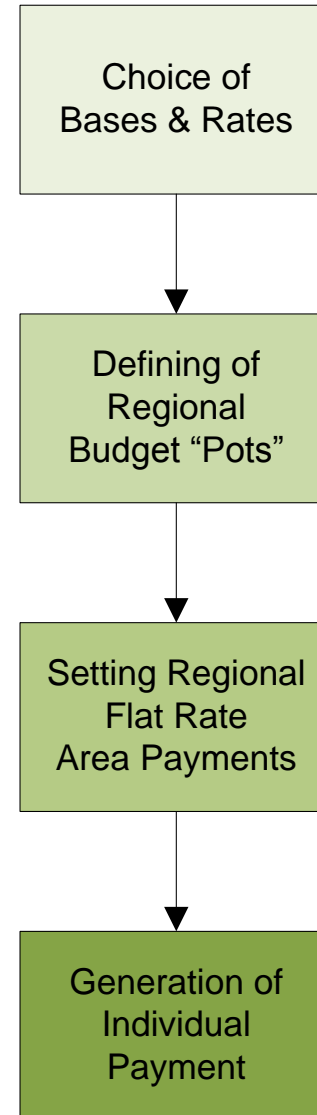 Choice of
Bases & Rates
Defining of
Regional
Budget “Pots”
Setting Regional
Flat Rate
Area Payments
Generation of
Individual
Payment